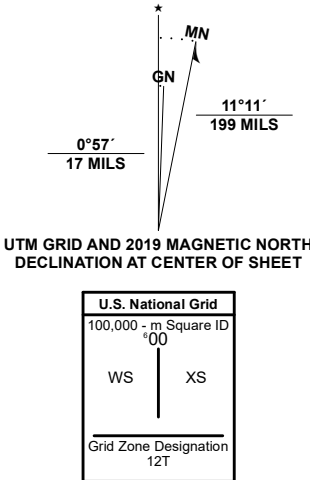 ★
MN
GN
11°11´
199 MILS
0°57´
17 MILS
UTM GRID AND 2019 MAGNETIC NORTH
DECLINATION AT CENTER OF SHEET
U.S. National Grid
100,000 - m Square ID
⁶00
WS XS
Grid Zone Designation
12T